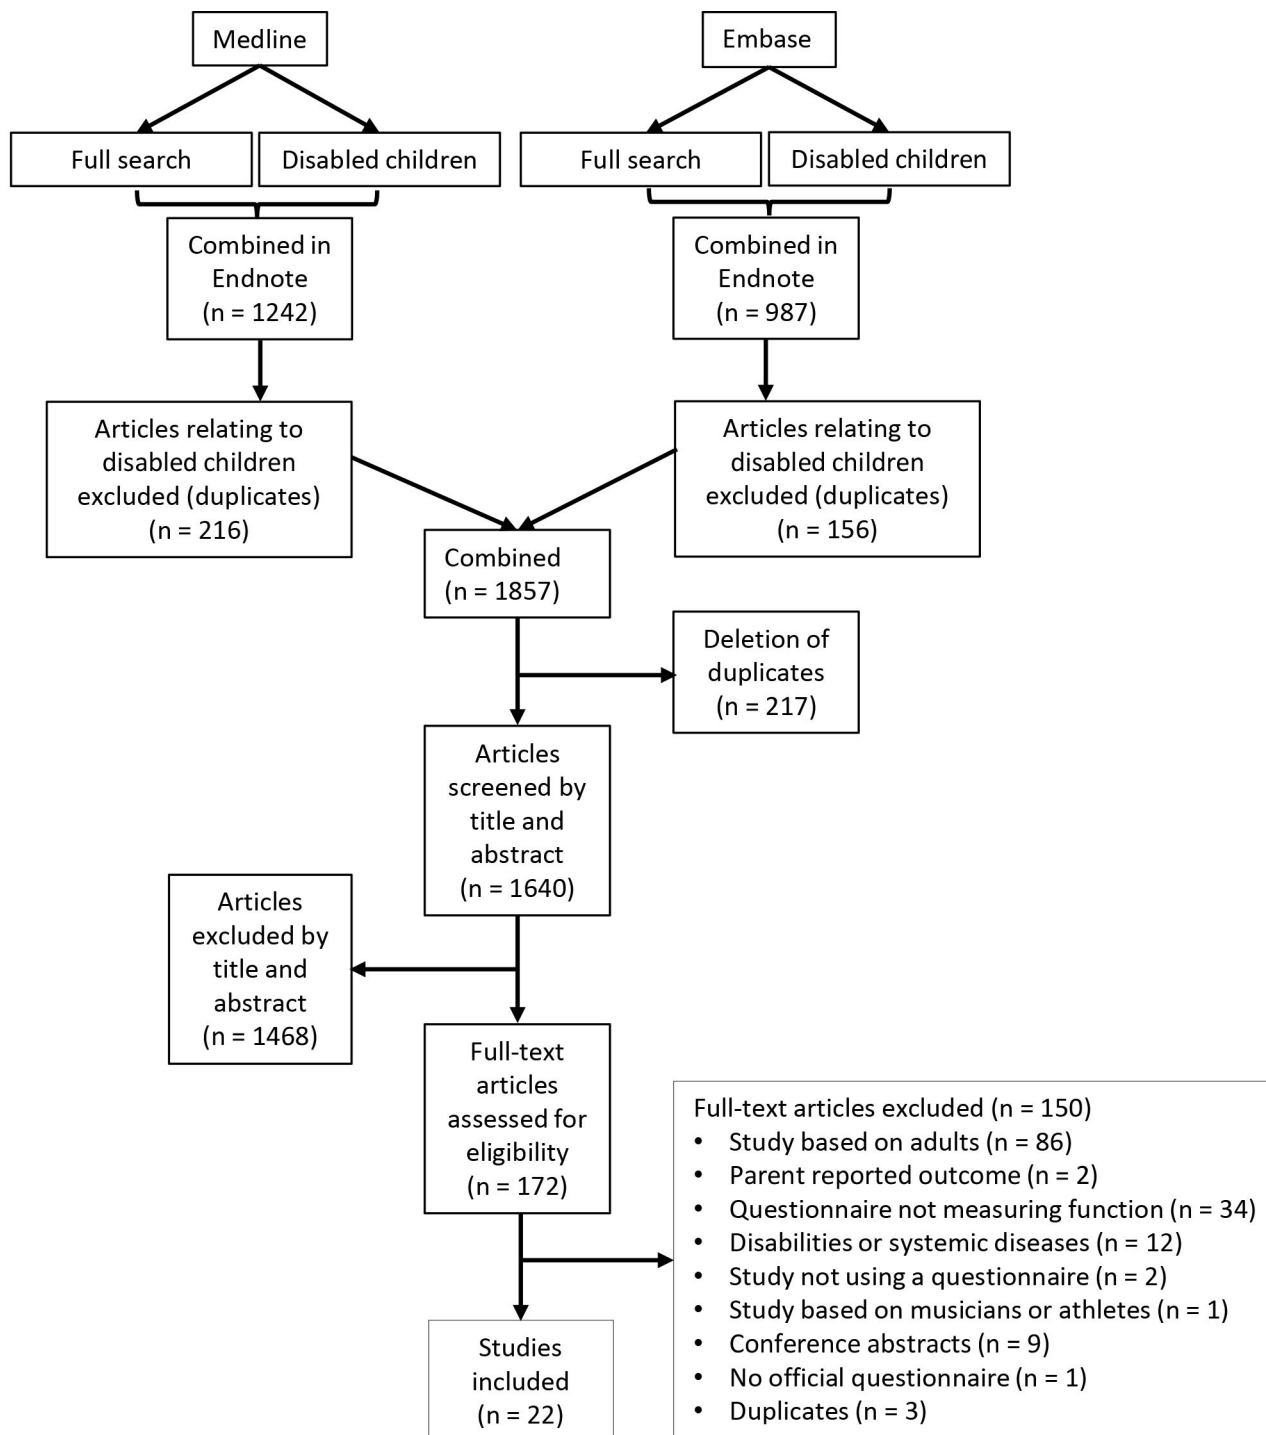 Medline
Embase
Full search
Disabled children
Full search
Disabled children
Combined in
Endnote
(n = 1242)
Combined in
Endnote
(n = 987)
Articles relating to
disabled children
excluded (duplicates)
(n = 216)
Articles relating to
disabled children
excluded (duplicates)
(n = 156)
Combined
(n = 1857)
Deletion of
duplicates
(n = 217)
Articles
screened by
title and
abstract
(n = 1640)
Articles
excluded by
title and
abstract
(n = 1468)
Full-text
articles
assessed for
eligibility
(n = 172)
Full-text articles excluded (n = 150)
• Study based on adults (n = 86)
• Parent reported outcome (n = 2)
• Questionnaire not measuring function (n = 34)
• Disabilities or systemic diseases (n = 12)
• Study not using a questionnaire (n = 2)
• Study based on musicians or athletes (n = 1)
• Conference abstracts (n = 9)
• No official questionnaire (n = 1)
• Duplicates (n = 3)
Studies
included
(n = 22)